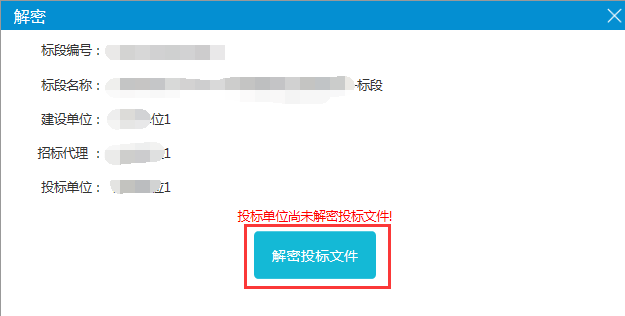 解密
标段编号：
标段名称：标段
建设单位：位1
招标代理 ：1
投标单位：位1
投标单位尚未解密投标文件!
解密投标文件